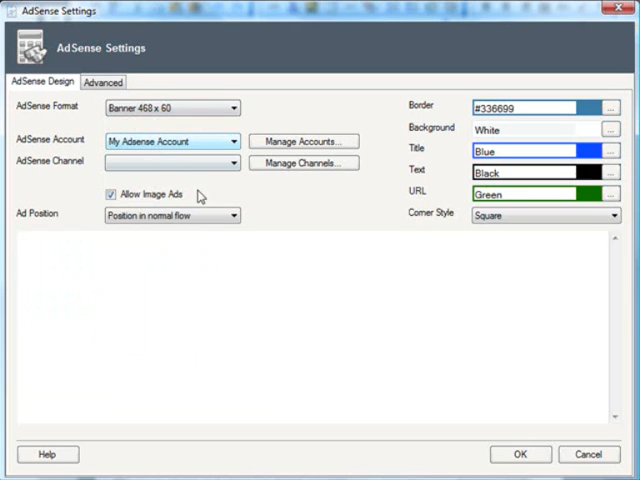 AdSense Settings
AdSense Settings
AdSense Design
Advanced
AdSense Format
Banner 468 x 60
AdSense Account
My Adsense Account
Manage Accounts...
AdSense Channel
Manage Channels...
Allow Image Ads
Ad Position
Position in normal flow
Border
#336699
...
Background
White
...
Title
Blue
...
Text
Black
...
URL
Green
...
Corner Style
Square
Help
OK
Cancel